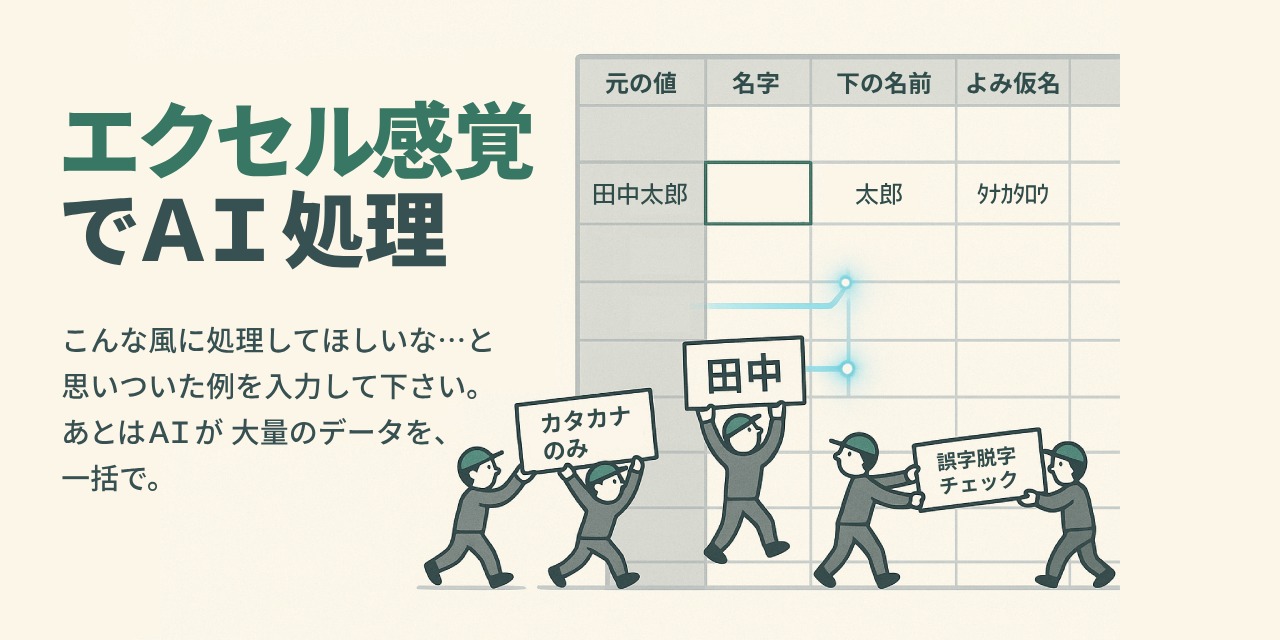 エクセル感覚
でAI処理
こんな風に処理してほしいな…と
思いついた例を入力して下さい。
あとはAIが 大量のデータを、
一括で。
元の値 名字 下の名前 よみ仮名
田中太郎 太郎 ﾀﾅｶﾀﾛｳ
田中
カタカナ
のみ
誤字脱字
チェック